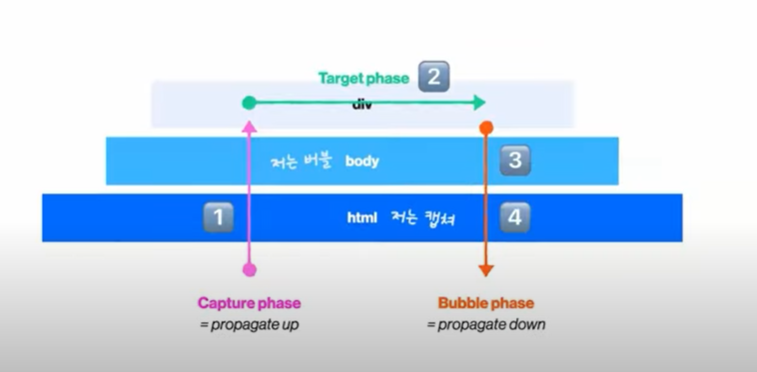 Target phase 2
div
저는 버블 body 3
1 html 저는 캡쳐 4
Capture phase
= propagate up
Bubble phase
= propagate down